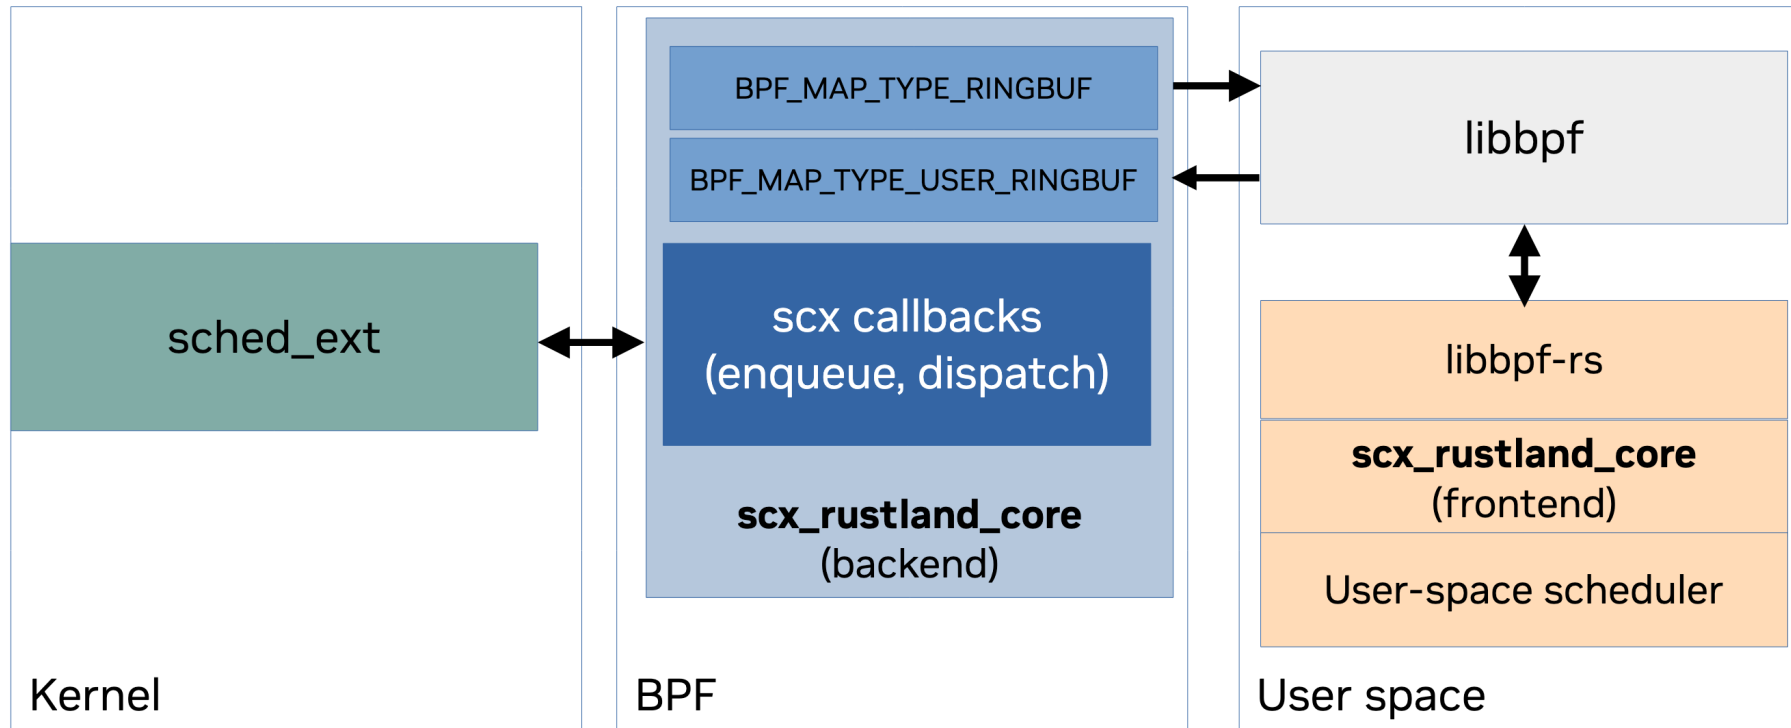 BPF_MAP_TYPE_RINGBUF
BPF_MAP_TYPE_USER_RINGBUF
libbpf
sched_ext
scx callbacks
(enqueue, dispatch)
libbpf-rs
scx_rustland_core
(frontend)
scx_rustland_core
(backend)
User-space scheduler
Kernel
BPF
User space